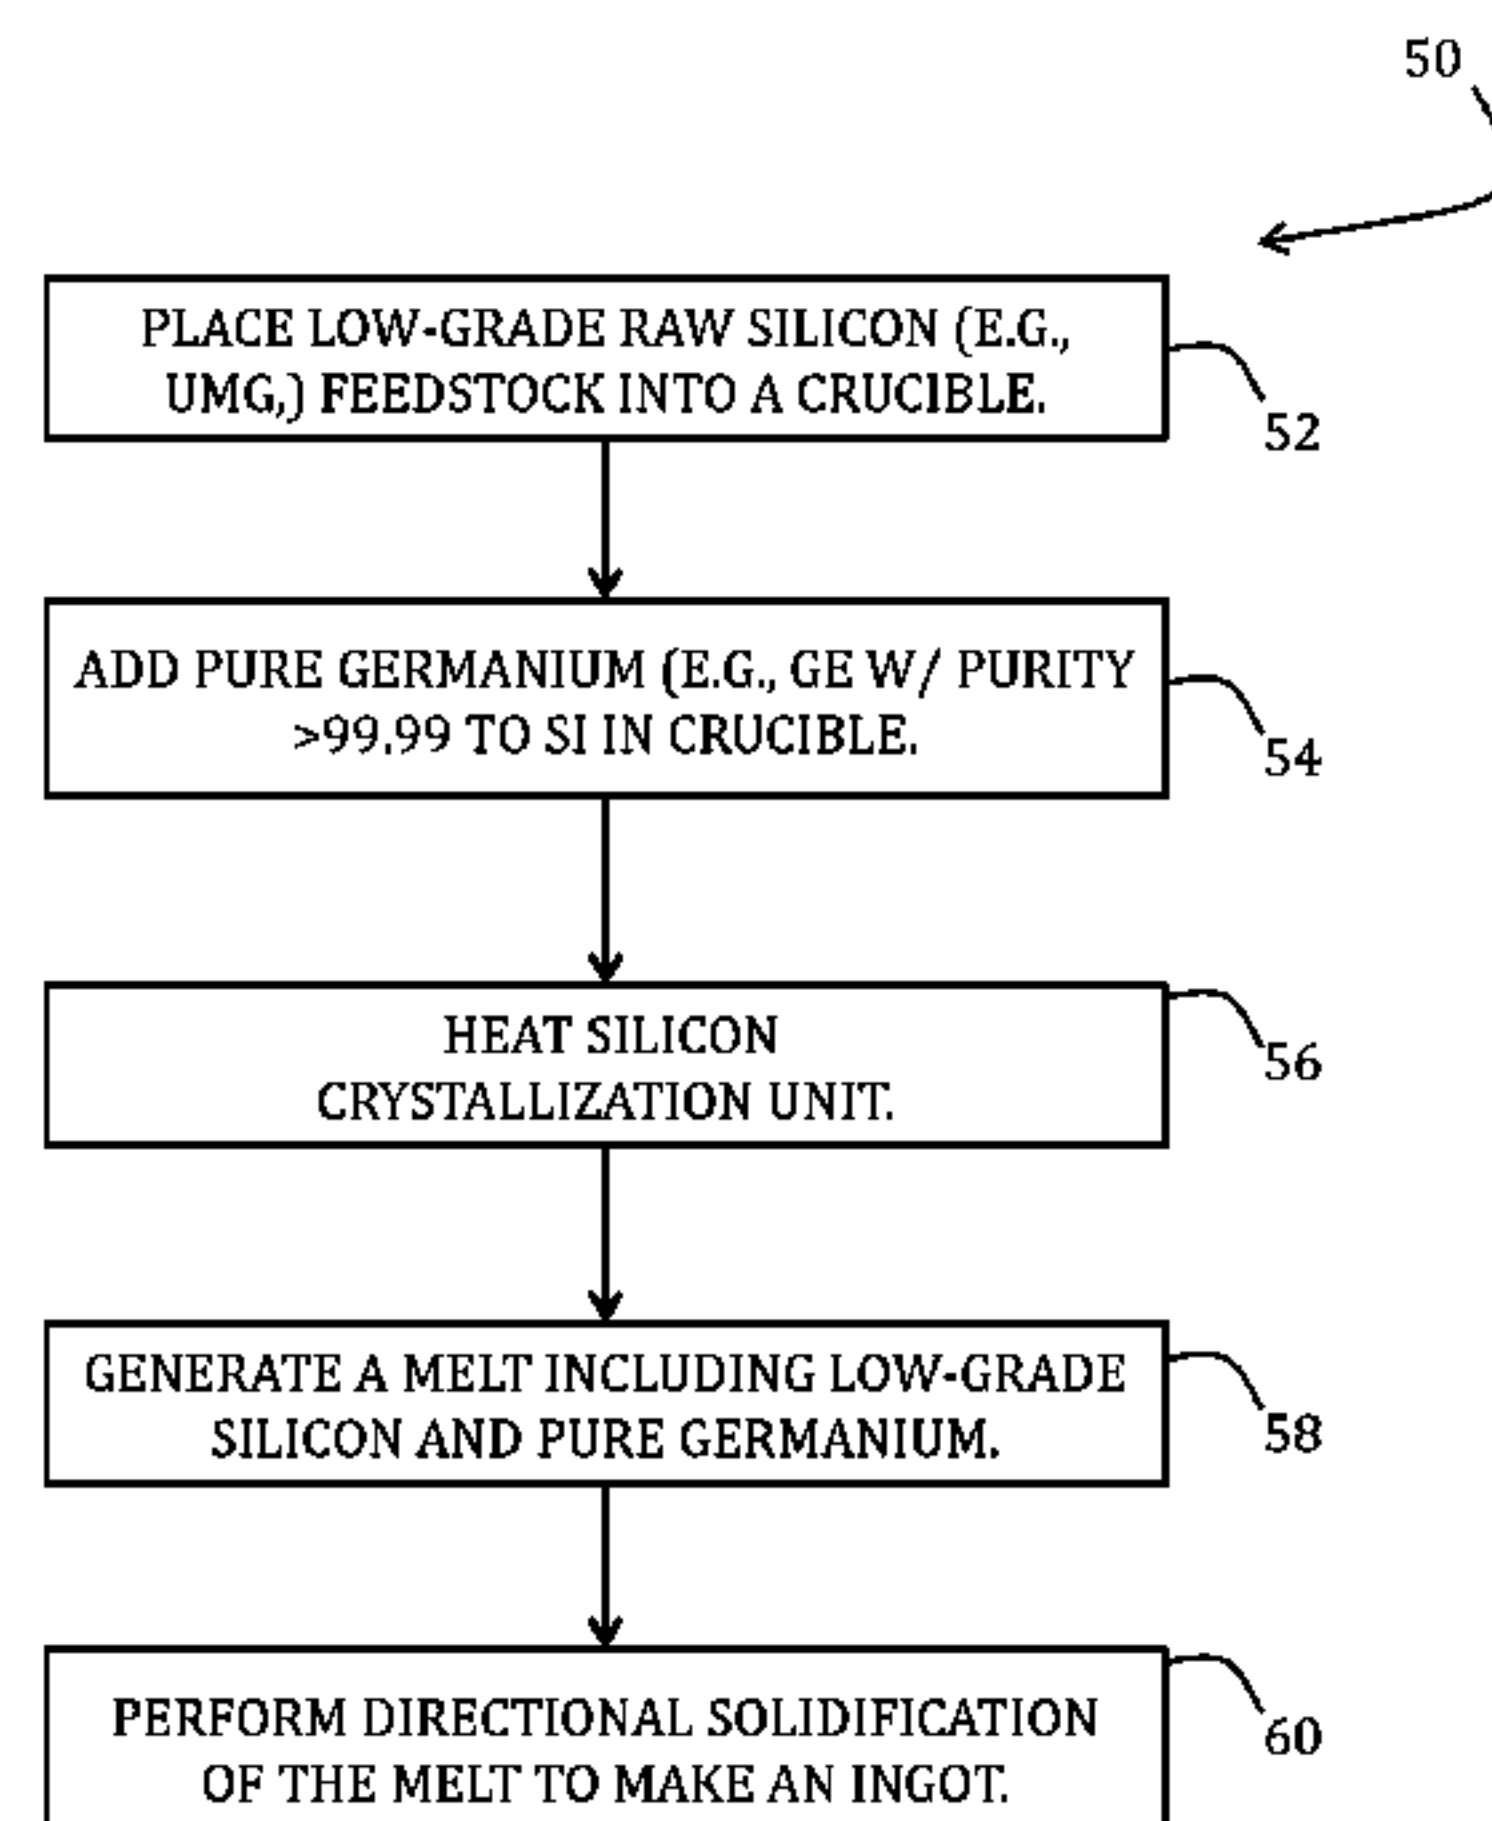 50
PLACE LOW-GRADE RAW SILICON (E.G.,
UMG,) FEEDSTOCK INTO A CRUCIBLE.
52
ADD PURE GERMANIUM (E.G., GE W/ PURITY
>99.99 TO SI IN CRUCIBLE.
54
HEAT SILICON
CRYSTALLIZATION UNIT.
56
GENERATE A MELT INCLUDING LOW-GRADE
SILICON AND PURE GERMANIUM.
58
PERFORM DIRECTIONAL SOLIDIFICATION
OF THE MELT TO MAKE AN INGOT.
60